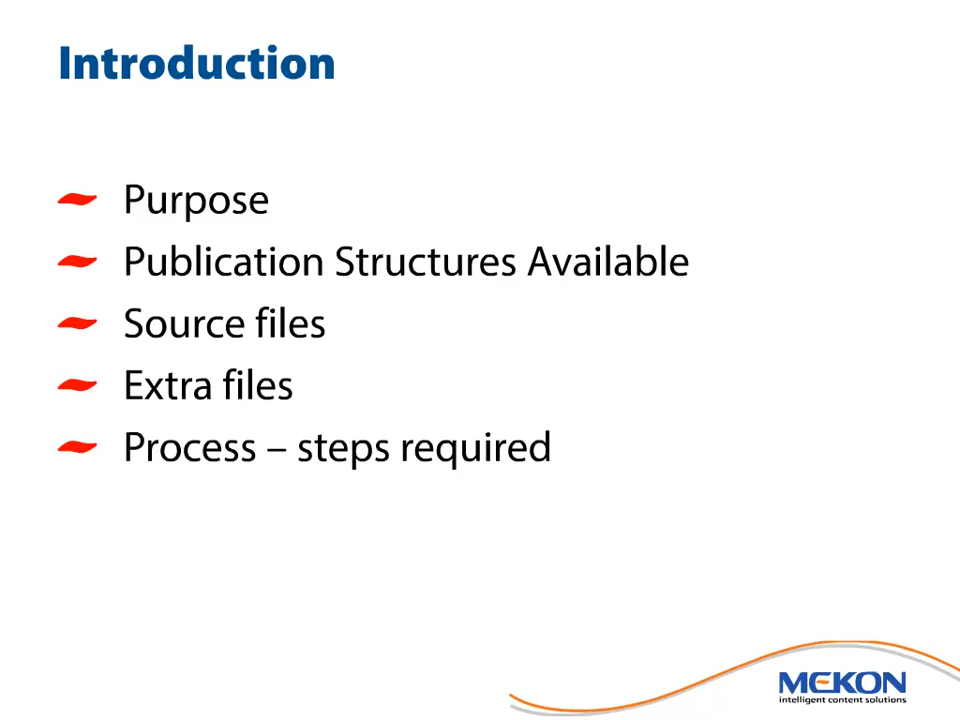 Introduction
Purpose
Publication Structures Available
Source files
Extra files
Process – steps required
MEKON
intelligent content solutions